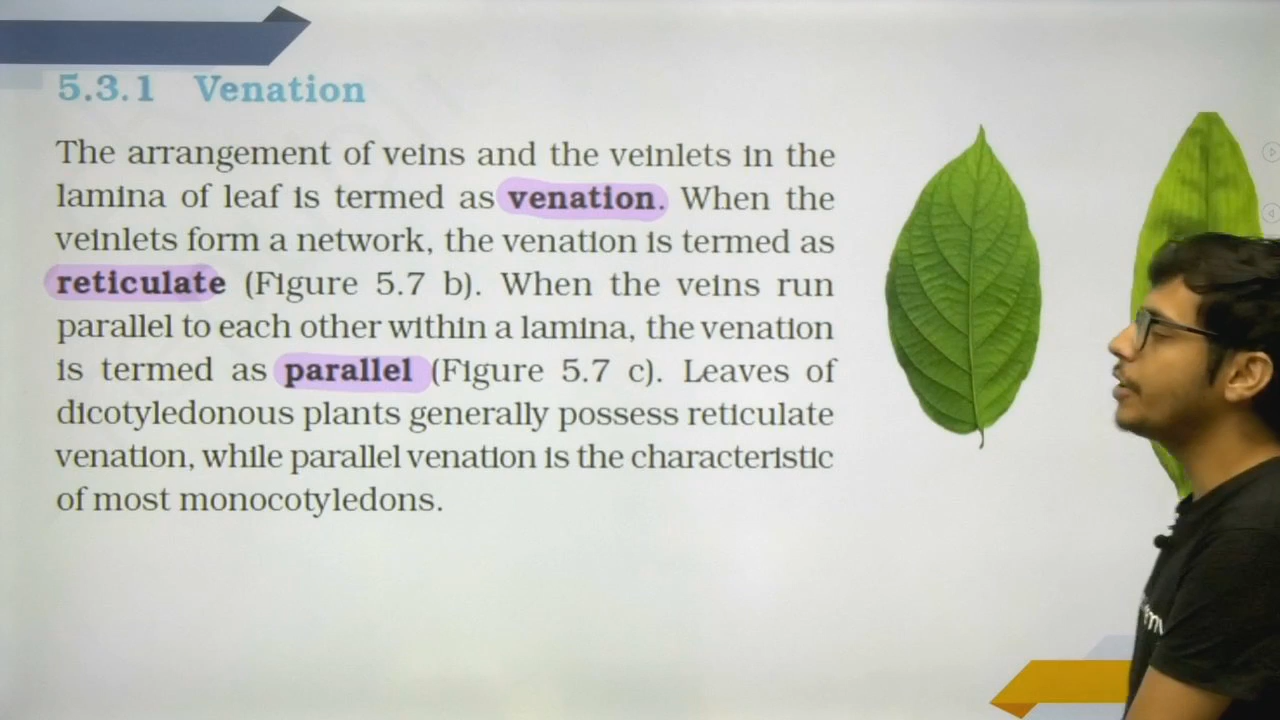 5.3.1 Venation
The arrangement of veins and the veinlets in the
lamina of leaf is termed as venation. When the
veinlets form a network, the venation is termed as
reticulate (Figure 5.7 b). When the veins run
parallel to each other within a lamina, the venation
is termed as parallel (Figure 5.7 c). Leaves of
dicotyledonous plants generally possess reticulate
venation, while parallel venation is the characteristic
of most monocotyledons.